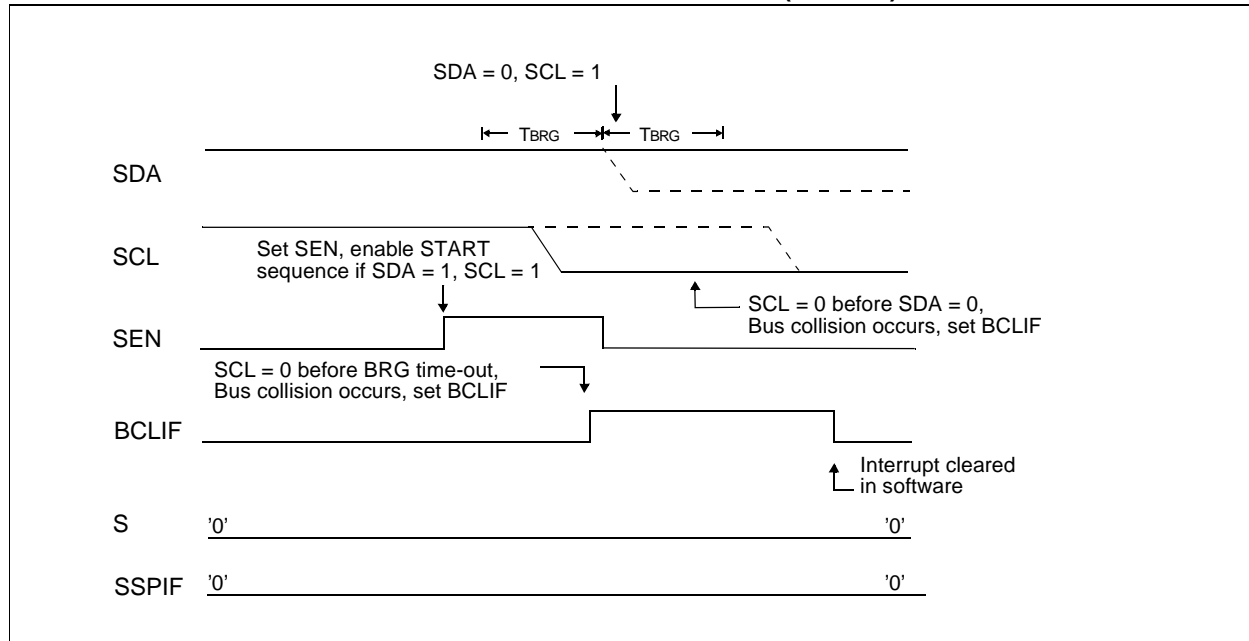 SDA = 0, SCL = 1
TBRG TBRG
SDA
SCL
Set SEN, enable START
sequence if SDA = 1, SCL = 1
SCL = 0 before SDA = 0,
Bus collision occurs, set BCLIF
SEN
SCL = 0 before BRG time-out,
Bus collision occurs, set BCLIF
BCLIF
Interrupt cleared
in software
S
'0' '0'
SSPIF
'0' '0'